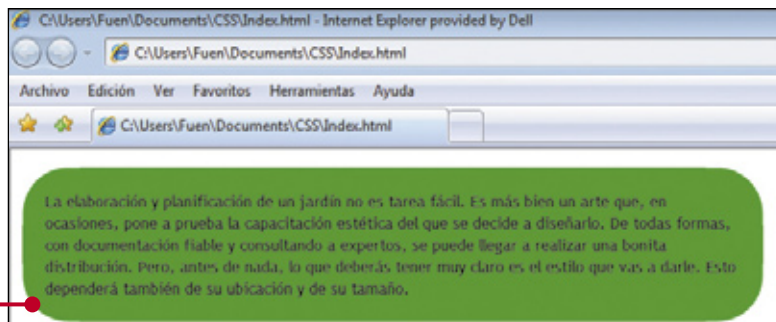 C:\Users\Fuen\Documents\CSS\Index.html - Internet Explorer provided by Dell
C:\Users\Fuen\Documents\CSS\Index.html
Archivo Edición Ver Favoritos Herramientas Ayuda
C:\Users\Fuen\Documents\CSS\Index.html
La elaboración y planificación de un jardín no es tarea fácil. Es más bien un arte que, en
ocasiones, pone a prueba la capacitación estética del que se decide a diseñarlo. De todas formas,
con documentación fiable y consultando a expertos, se puede llegar a realizar una bonita
distribución. Pero, antes de nada, lo que deberás tener muy claro es el estilo que vas a darle. Esto
dependerá también de su ubicación y de su tamaño.